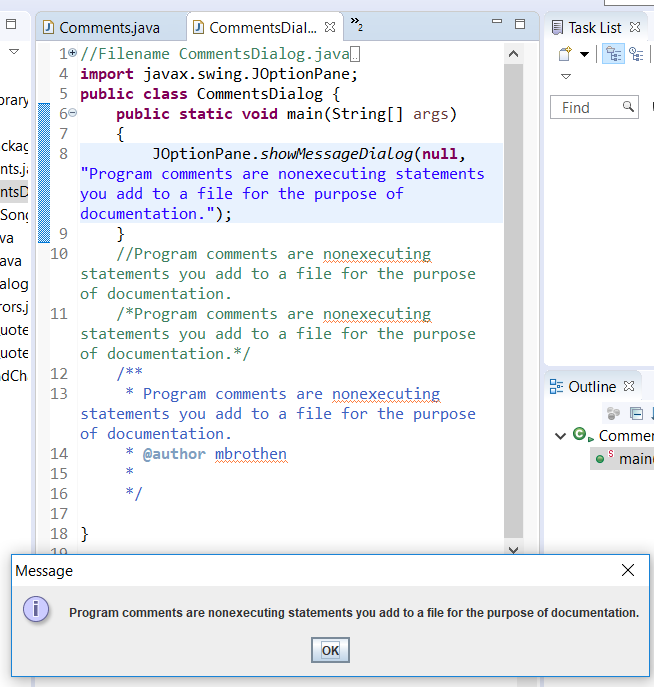 Comments.java
CommentsDial...
2
Task List
1 //Filename CommentsDialog.java
4 import javax.swing.JOptionPane;
5 public class CommentsDialog {
6 public static void main(String[] args)
7 {
8 JOptionPane.showMessageDialog(null,
"Program comments are nonexecuting statements
you add to a file for the purpose of
documentation.");
9 }
10 //Program comments are nonexecuting
statements you add to a file for the purpose
of documentation.
11 /*Program comments are nonexecuting
statements you add to a file for the purpose
of documentation.*/
12 /**
13 * Program comments are nonexecuting
statements you add to a file for the purpose
of documentation.
14 * @author mbrothen
15 *
16 */
17
18 }
19
Find
Outline
Commer
main(
brary
ckag
nts.ja
ntsD
Song
va
ava
alog
rors.j
uote
uote
dCh
Message
Program comments are nonexecuting statements you add to a file for the purpose of documentation.
OK